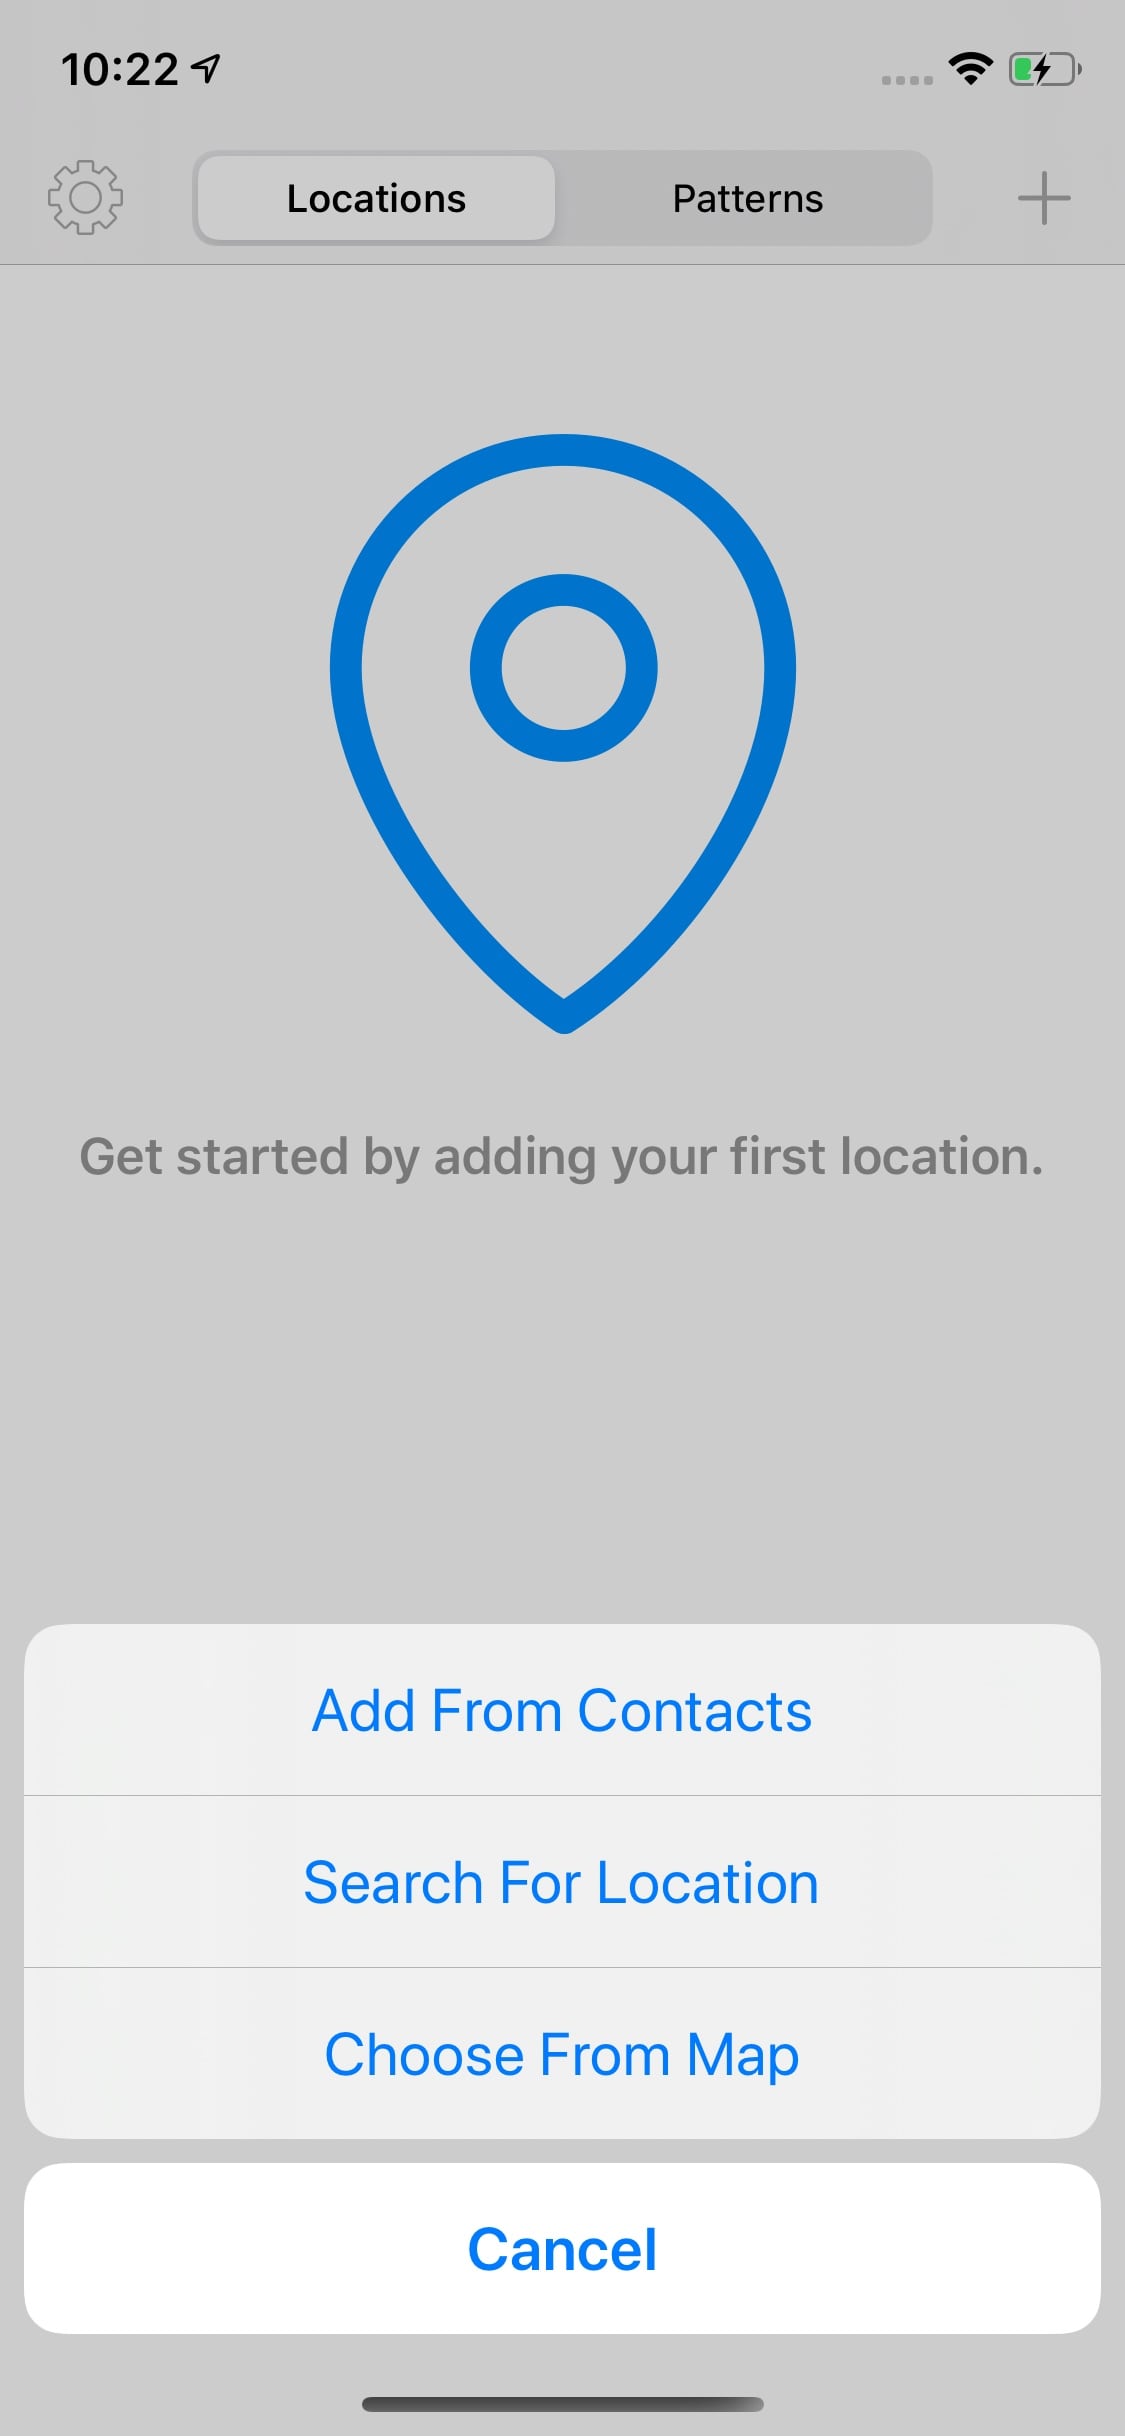 10:22
Locations
Patterns
Get started by adding your first location.
Add From Contacts
Search For Location
Choose From Map
Cancel